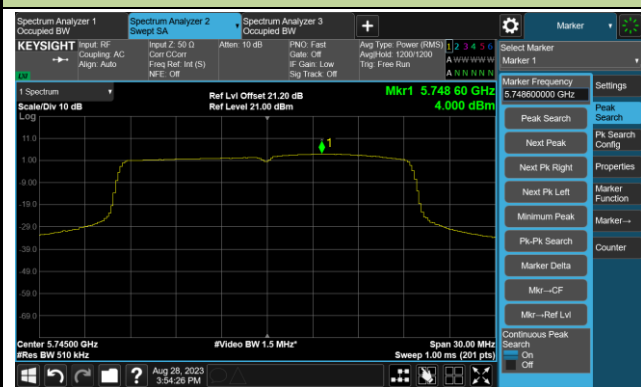 Spectrum Analyzer 1
Occupied BW
Spectrum Analyzer 2
Swept SA
Spectrum Analyzer 3
Occupied BW
+
Marker
KEYSIGHT
Input: RF
Coupling: AC
Align: Auto
Input Z: 50 Ω
Corr CCorr
Freq Ref: Int (S)
NFE: Off
Atten: 10 dB
PNO: Fast
Gate: Off
IF Gain: Low
Sig Track: Off
Avg Type: Power (RMS)
Avg|Hold: 1200/1200
Trig: Free Run
1 2 3 4 5 6
A W W W W W
A N N N N N
LXI
Select Marker
Marker 1
1 Spectrum
Scale/Div 10 dB
Log
Ref Lvl Offset 21.20 dB
Ref Level 21.00 dBm
Mkr1 5.748 60 GHz
4.000 dBm
11.0
1.00
-9.00
-19.0
-29.0
-39.0
-49.0
-59.0
-69.0
1
Center 5.74500 GHz
#Res BW 510 kHz
#Video BW 1.5 MHz*
Span 30.00 MHz
Sweep 1.00 ms (201 pts)
Marker Frequency
5.748600000 GHz
Peak Search
Next Peak
Next Pk Right
Next Pk Left
Minimum Peak
Pk-Pk Search
Marker Delta
Mkr→CF
Mkr→Ref Lvl
Continuous Peak
Search
On
Off
Settings
Peak
Search
Pk Search
Config
Properties
Marker
Function
Marker→
Counter
?
Aug 28, 2023
3:54:26 PM